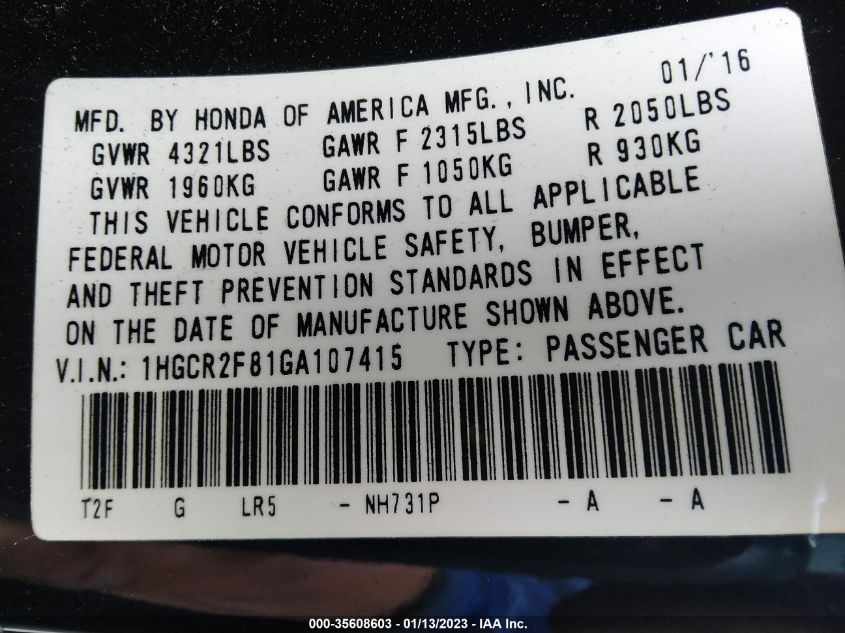 01/'16
MFD. BY HONDA OF AMERICA MFG., INC.
GVWR 4321LBS GAWR F 2315LBS R 2050LBS
GVWR 1960KG GAWR F 1050KG R 930KG
THIS VEHICLE CONFORMS TO ALL APPLICABLE
FEDERAL MOTOR VEHICLE SAFETY, BUMPER,
AND THEFT PREVENTION STANDARDS IN EFFECT
ON THE DATE OF MANUFACTURE SHOWN ABOVE.
V.I.N.: 1HGCR2F81GA107415 TYPE: PASSENGER CAR
T2F G LR5 - NH731P - A - A
000-35608603 - 01/13/2023 - IAA Inc.